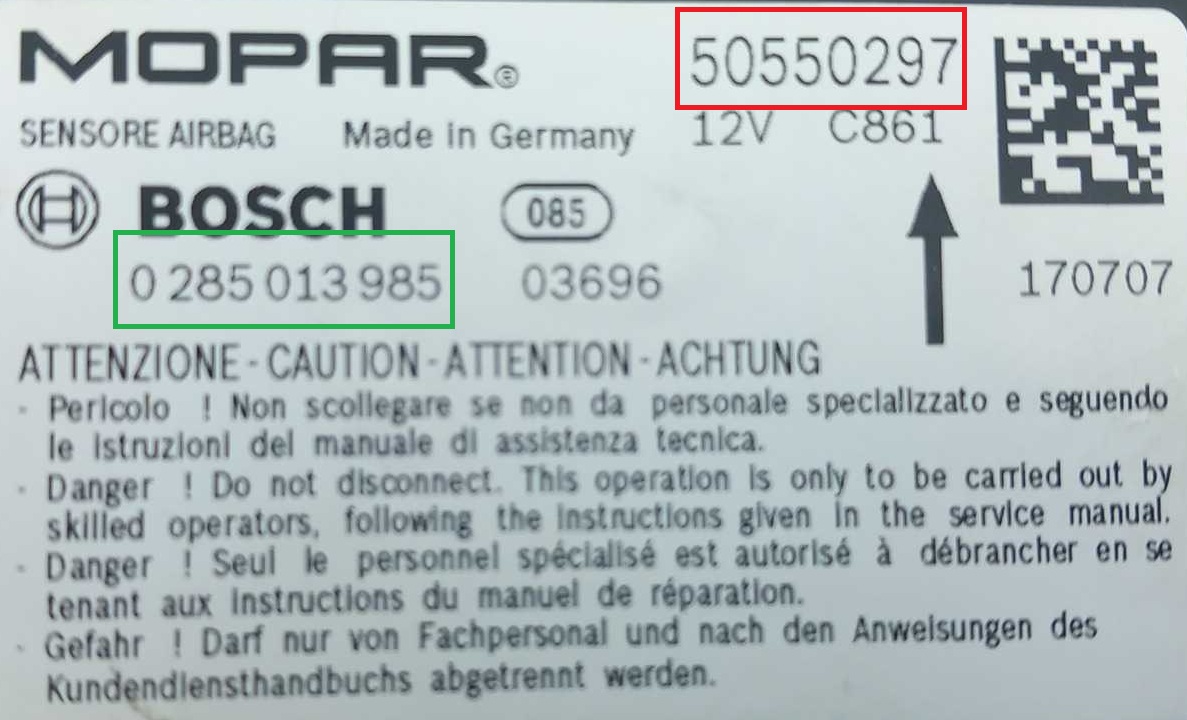 MOPAR® 50550297
SENSORE AIRBAG Made in Germany 12V C861
BOSCH 085
0 285 013 985 03696 170707
ATTENZIONE - CAUTION - ATTENTION - ACHTUNG
· Pericolo ! Non scollegare se non da personale specializzato e seguendo
le istruzioni del manuale di assistenza tecnica.
· Danger ! Do not disconnect. This operation is only to be carried out by
skilled operators, following the instructions given in the service manual.
· Danger ! Seul le personnel spécialisé est autorisé à débrancher en se
tenant aux instructions du manuel de réparation.
· Gefahr ! Darf nur von Fachpersonal und nach den Anweisungen des
Kundendiensthandbuchs abgetrennt werden.